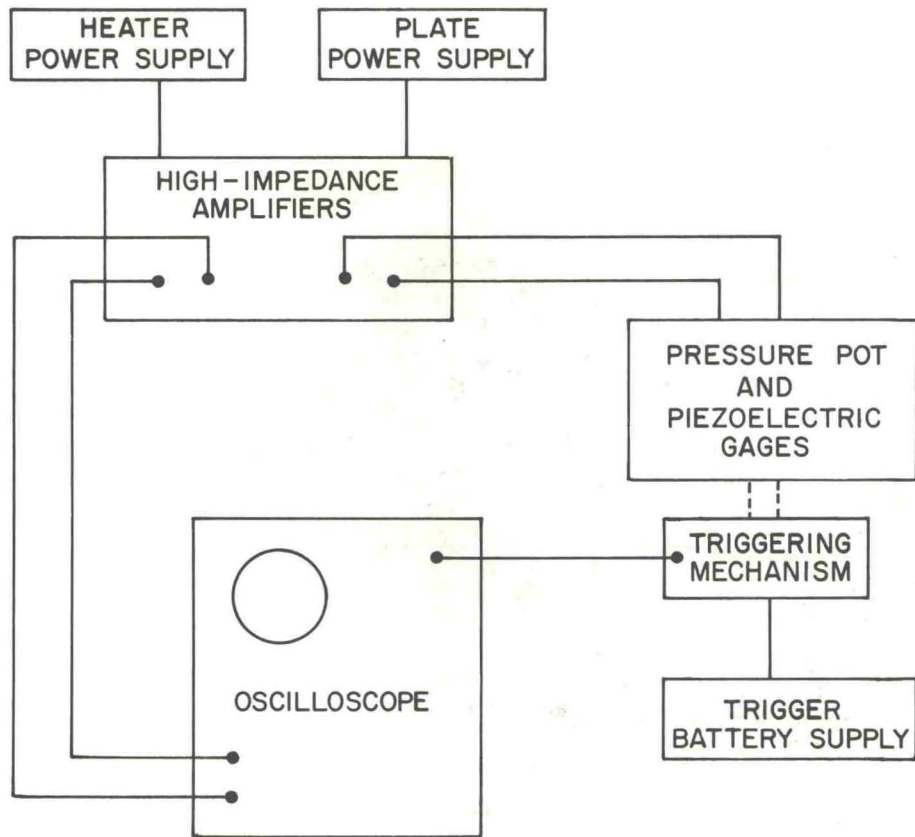 HEATER
POWER SUPPLY
PLATE
POWER SUPPLY
HIGH-IMPEDANCE
AMPLIFIERS
PRESSURE POT
AND
PIEZOELECTRIC
GAGES
TRIGGERING
MECHANISM
OSCILLOSCOPE
TRIGGER
BATTERY SUPPLY